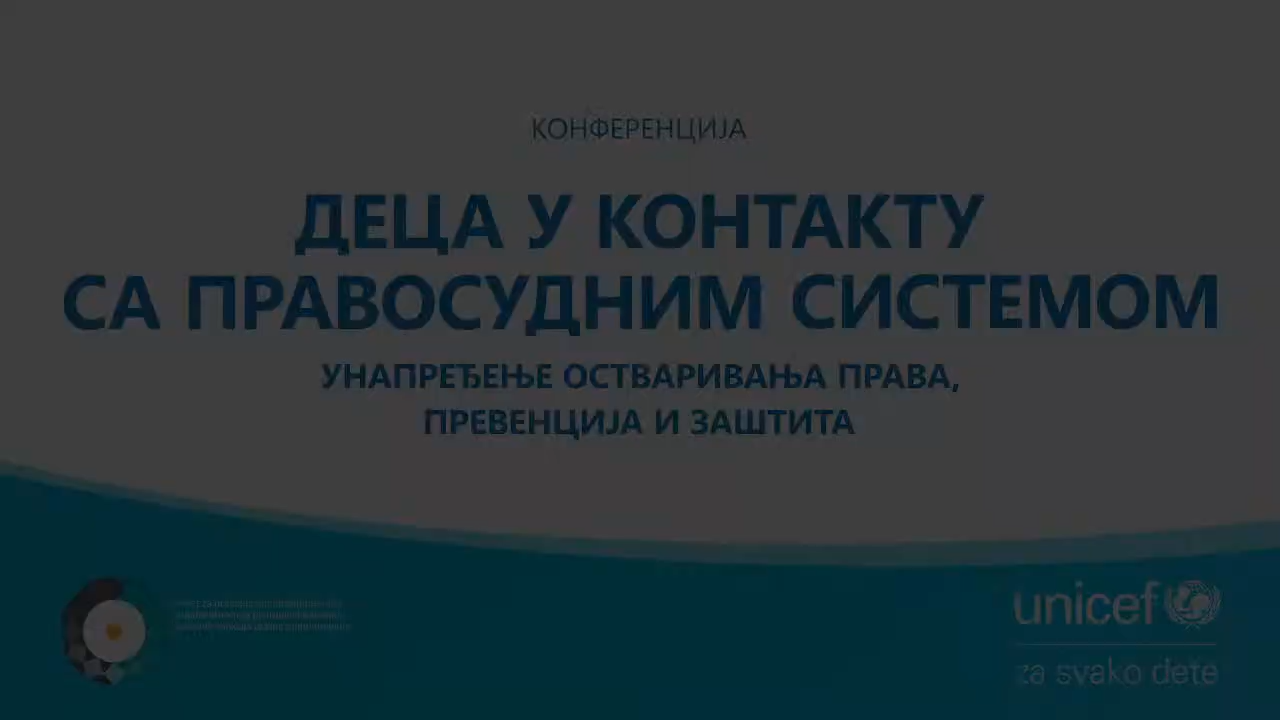 КОНФЕРЕНЦИЈА
ДЕЦА У КОНТАКТУ
СА ПРАВОСУДНИМ СИСТЕМОМ
УНАПРЕЂЕЊЕ ОСТВАРИВАЊА ПРАВА,
ПРЕВЕНЦИЈА И ЗАШТИТА
unicef
za svako dete